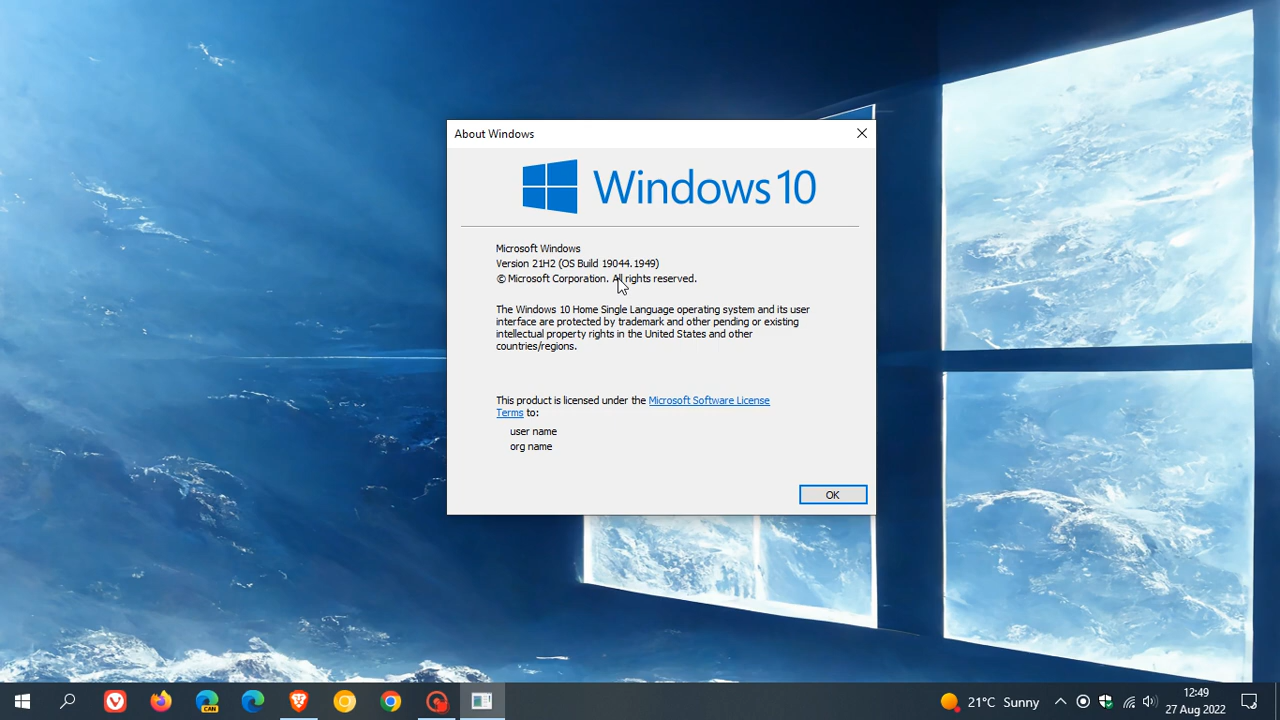 About Windows
Windows 10
Microsoft Windows
Version 21H2 (OS Build 19044.1949)
© Microsoft Corporation. All rights reserved.
The Windows 10 Home Single Language operating system and its user
interface are protected by trademark and other pending or existing
intellectual property rights in the United States and other
countries/regions.
This product is licensed under the Microsoft Software License
Terms to:
user name
org name
OK
CAN
21°C Sunny
12:49
27 Aug 2022